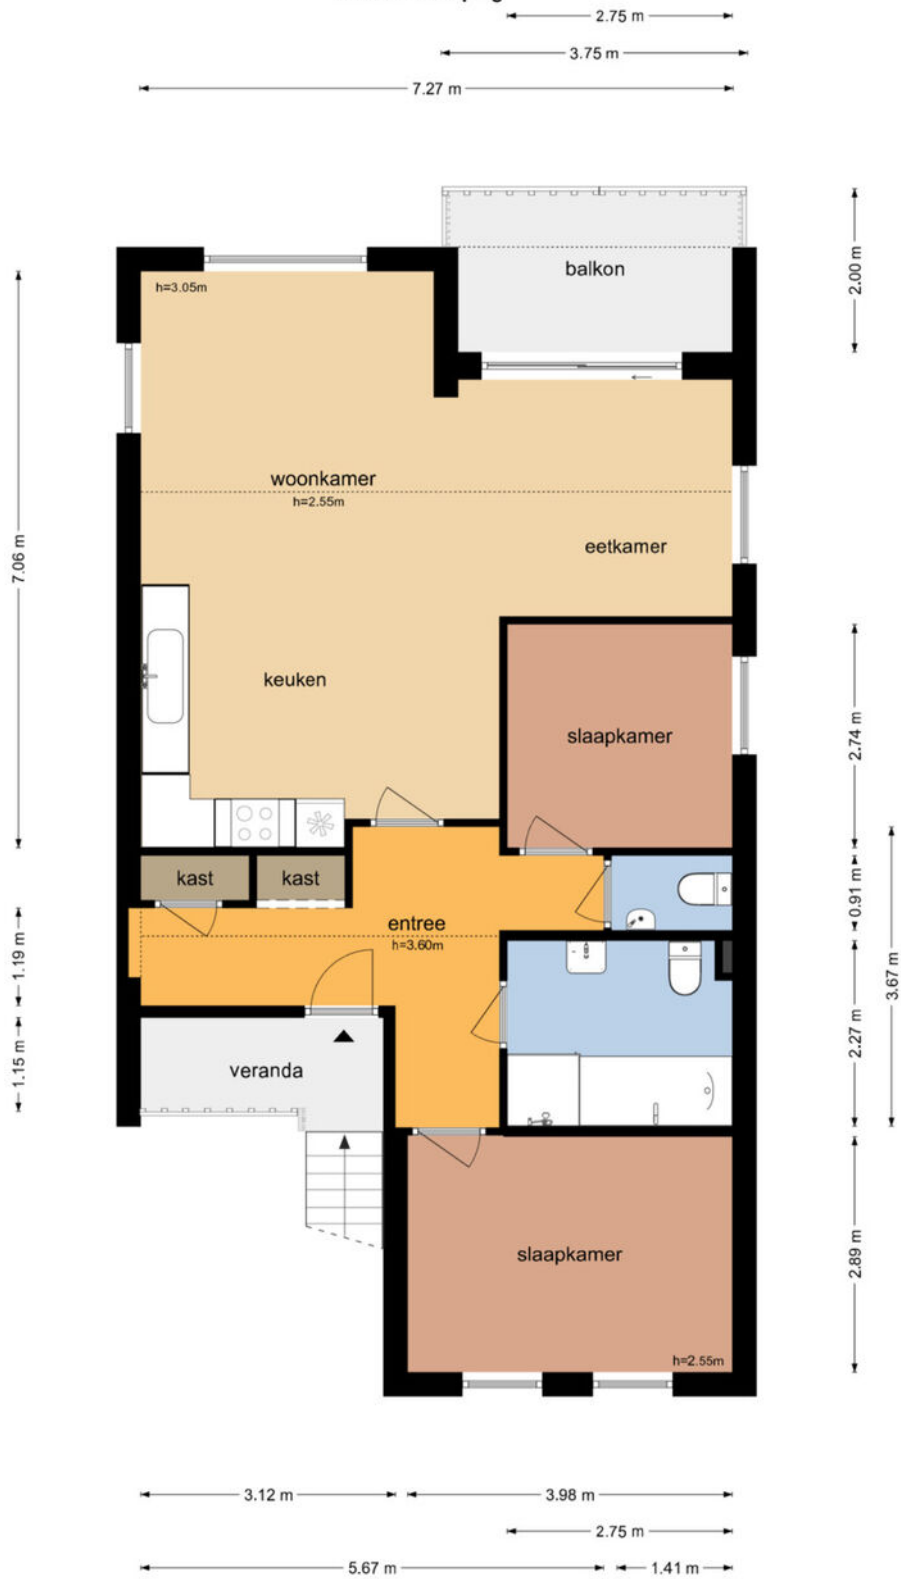 2.75 m
3.75 m
7.27 m
balkon
h=3.05m
2.00 m
woonkamer
h=2.55m
eetkamer
7.06 m
keuken
slaapkamer
2.74 m
kast
kast
0.91 m
entree
h=3.60m
1.19 m
3.67 m
2.27 m
veranda
1.15 m
slaapkamer
2.89 m
h=2.55m
3.12 m
3.98 m
2.75 m
5.67 m
1.41 m